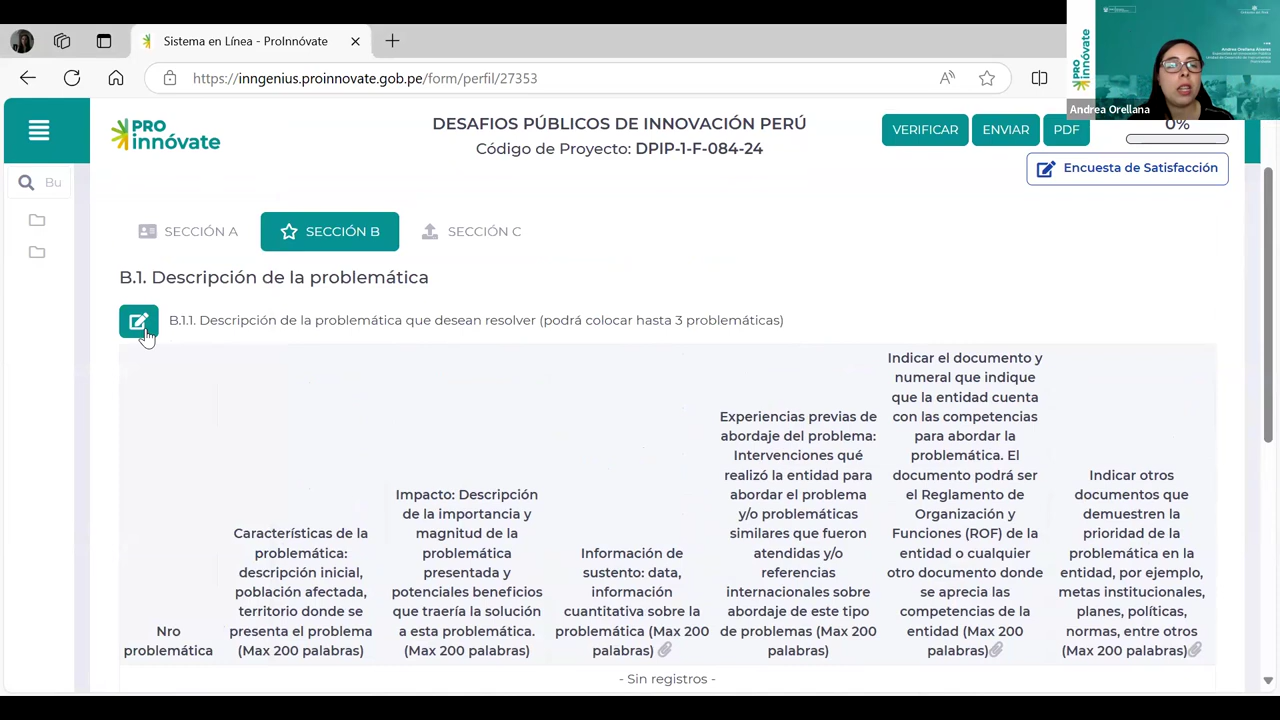 Sistema en Línea - ProInnóvate
https://inngenius.proinnovate.gob.pe/form/perfil/27353
PRO innóvate
Andrea Orellana
PRO
innóvate
DESAFIOS PÚBLICOS DE INNOVACIÓN PERÚ
Código de Proyecto: DPIP-1-F-084-24
VERIFICAR
ENVIAR
PDF
0%
Encuesta de Satisfacción
Bu
SECCIÓN A
SECCIÓN B
SECCIÓN C
B.1. Descripción de la problemática
B.1.1. Descripción de la problemática que desean resolver (podrá colocar hasta 3 problemáticas)
Nro
problemática
Características de la
problemática:
descripción inicial,
población afectada,
territorio donde se
presenta el problema
(Max 200 palabras)
Impacto: Descripción
de la importancia y
magnitud de la
problemática
presentada y
potenciales beneficios
que traería la solución
a esta problemática.
(Max 200 palabras)
Información de
sustento: data,
información
cuantitativa sobre la
problemática (Max 200
palabras)
Experiencias previas de
abordaje del problema:
Intervenciones qué
realizó la entidad para
abordar el problema
y/o problemáticas
similares que fueron
atendidas y/o
referencias
internacionales sobre
abordaje de este tipo
de problemas (Max 200
palabras)
Indicar el documento y
numeral que indique
que la entidad cuenta
con las competencias
para abordar la
problemática. El
documento podrá ser
el Reglamento de
Organización y
Funciones (ROF) de la
entidad o cualquier
otro documento donde
se aprecia las
competencias de la
entidad (Max 200
palabras)
Indicar otros
documentos que
demuestren la
prioridad de la
problemática en la
entidad, por ejemplo,
metas institucionales,
planes, políticas,
normas, entre otros
(Max 200 palabras)
- Sin registros -